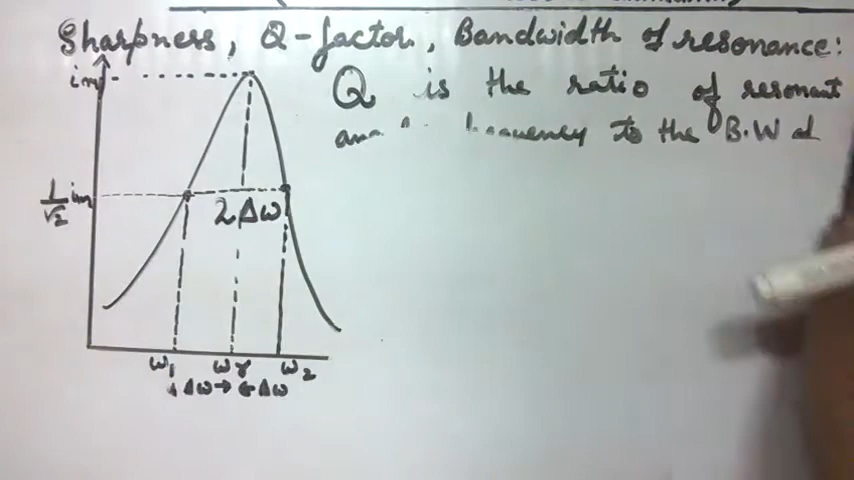 Sharpness, Q-factor, Bandwidth of resonance:
im
Q is the ratio of resonant
to the B.W of
1/√2 im
2Δω
ω₁ ωr ω₂
Δω→ ←Δω